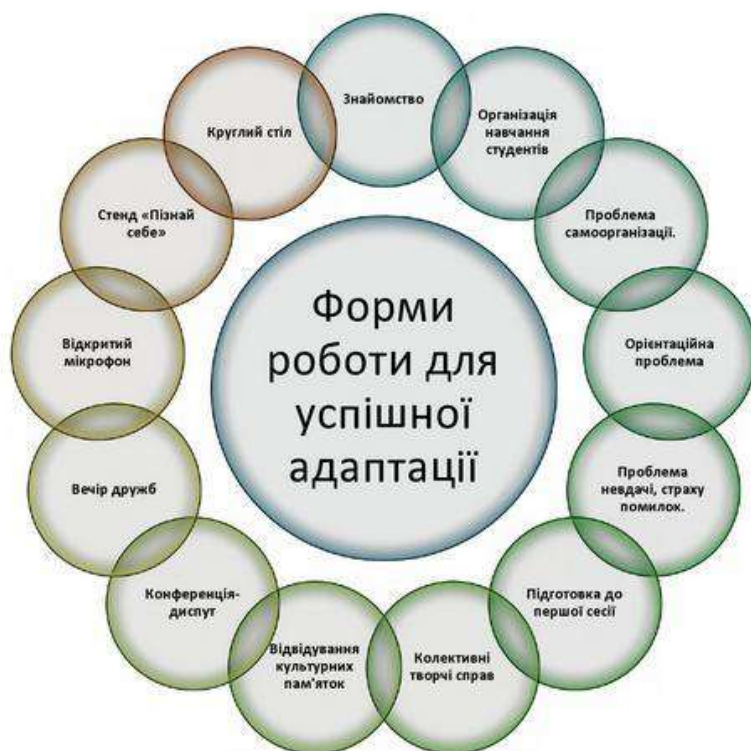 Форми
роботи для
успішної
адаптації
Знайомство
Організація
навчання
студентів
Проблема
самоорганізації.
Орієнтаційна
проблема
Проблема
невдачі, страху
помилок.
Підготовка до
першої сесії
Колективні
творчі справ
Відвідування
культурних
пам'яток
Конференція-
диспут
Вечір дружб
Відкритий
мікрофон
Стенд «Пізнай
себе»
Круглий стіл